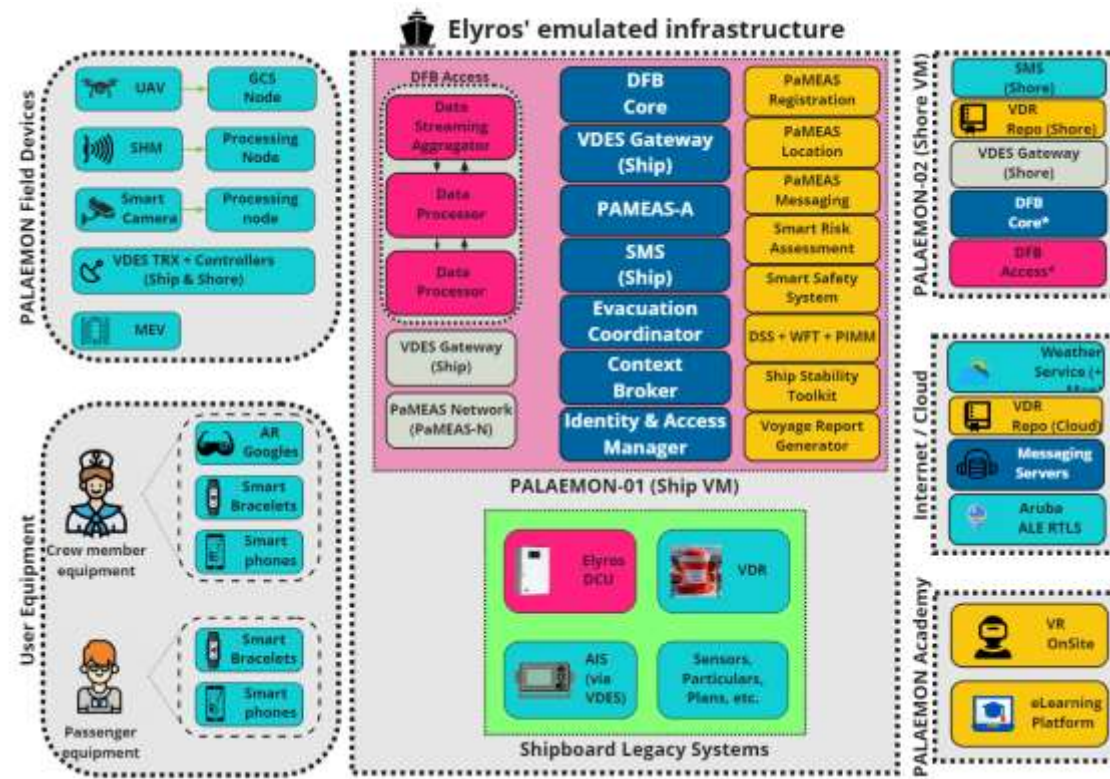 Elyros' emulated infrastructure
PALAEMON Field Devices
UAV
GCS
Node
SHM
Processing
Node
Smart
Camera
Processing
node
VDES TRX + Controllers
(Ship & Shore)
MEV
User Equipment
Crew member
equipment
AR
Googles
Smart
Bracelets
Smart
phones
Passenger
equipment
Smart
Bracelets
Smart
phones
DFB Access
Data
Streaming
Aggregator
Data
Processor
Data
Processor
VDES Gateway
(Ship)
PaMEAS Network
(PaMEAS-N)
DFB
Core
VDES Gateway
(Ship)
PAMEAS-A
SMS
(Ship)
Evacuation
Coordinator
Context
Broker
Identity & Access
Manager
PaMEAS
Registration
PaMEAS
Location
PaMEAS
Messaging
Smart Risk
Assessment
Smart Safety
System
DSS + WFT + PIMM
Ship Stability
Toolkit
Voyage Report
Generator
PALAEMON-01 (Ship VM)
Elyros
DCU
VDR
AIS
(via
VDES)
Sensors,
Particulars,
Plans, etc.
Shipboard Legacy Systems
PALAEMON-02 (Shore VM)
SMS
(Shore)
VDR
Repo (Shore)
VDES Gateway
(Shore)
DFB
Core*
DFB
Access*
Internet / Cloud
Weather
Service (+
VDR
Repo (Cloud)
Messaging
Servers
Aruba
ALE RTLS
PALAEMON Academy
VR
OnSite
eLearning
Platform